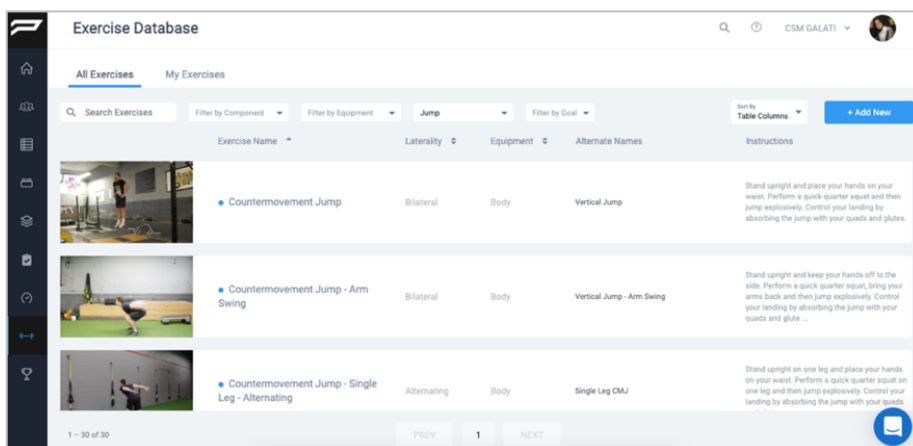 Exercise Database
CSM GALATI
All Exercises
My Exercises
Search Exercises
Filter by Component
Filter by Equipment
Jump
Filter by Goal
Sort By
Table Columns
+ Add New
Exercise Name
Laterality
Equipment
Alternate Names
Instructions
Countermovement Jump
Bilateral
Body
Vertical Jump
Stand upright and place your hands on your
waist. Perform a quick quarter squat and then
jump explosively. Control your landing by
absorbing the jump with your quads and glutes.
Countermovement Jump - Arm
Swing
Bilateral
Body
Vertical Jump - Arm Swing
Stand upright and keep your hands off to the
side. Perform a quick quarter squat, bring your
arms back and then jump explosively. Control
your landing by absorbing the jump with your
quads and glute ...
Countermovement Jump - Single
Leg - Alternating
Alternating
Body
Single Leg CMJ
Stand upright on one leg and place your hands
on your waist. Perform a quick quarter squat on
one leg and then jump explosively. Control your
landing by absorbing the jump with your quads
1 - 30 of 30
PREV
1
NEXT